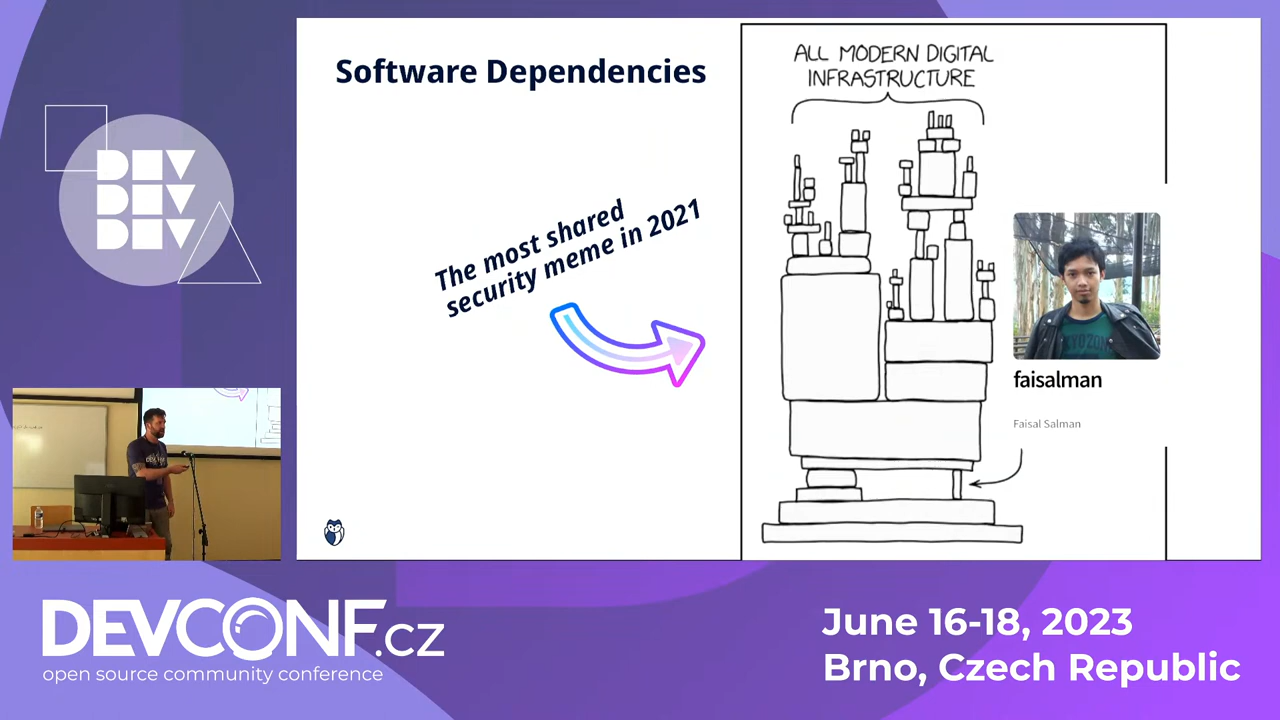 Software Dependencies
ALL MODERN DIGITAL
INFRASTRUCTURE
The most shared
security meme in 2021
faisalman
Faisal Salman
DEV
DEV
DEV
DEVCONF.CZ
open source community conference
June 16-18, 2023
Brno, Czech Republic